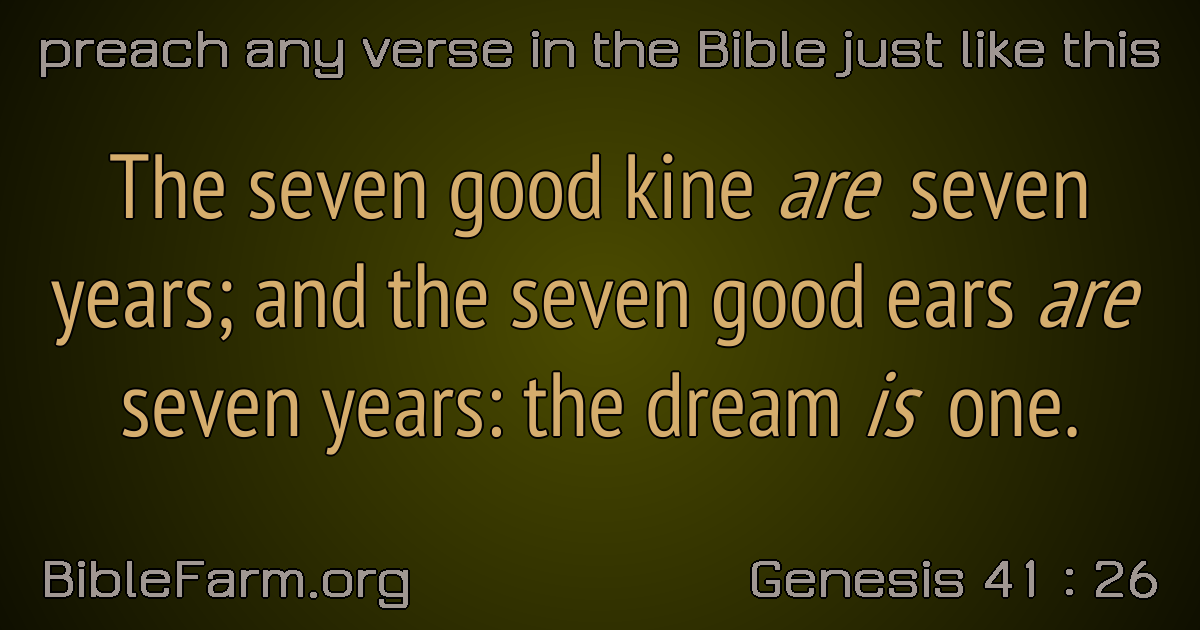 preach any verse in the Bible just like this
The seven good kine are seven
years; and the seven good ears are
seven years: the dream is one.
BibleFarm.org
Genesis 41 : 26